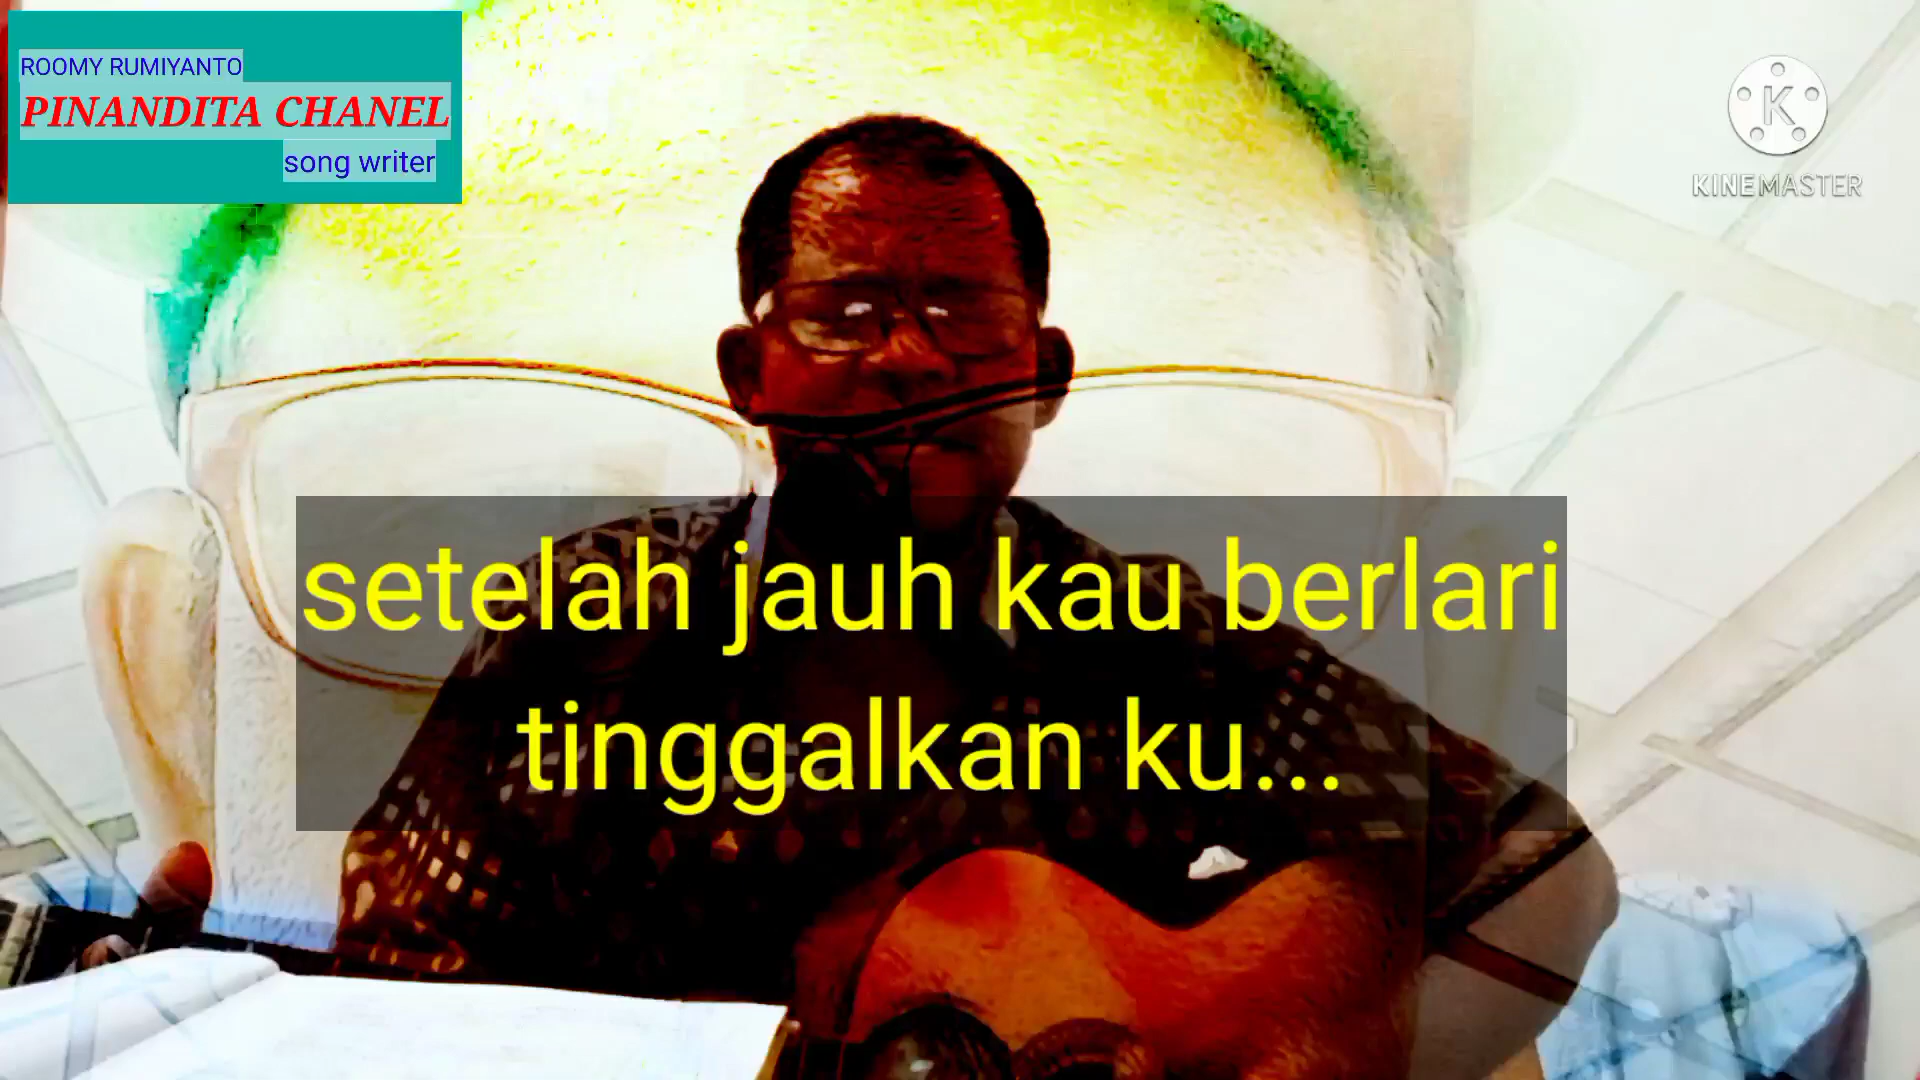 ROOMY RUMIYANTO
PINANDITA CHANEL
song writer
K
KINEMASTER
setelah jauh kau berlari
tinggalkan ku...